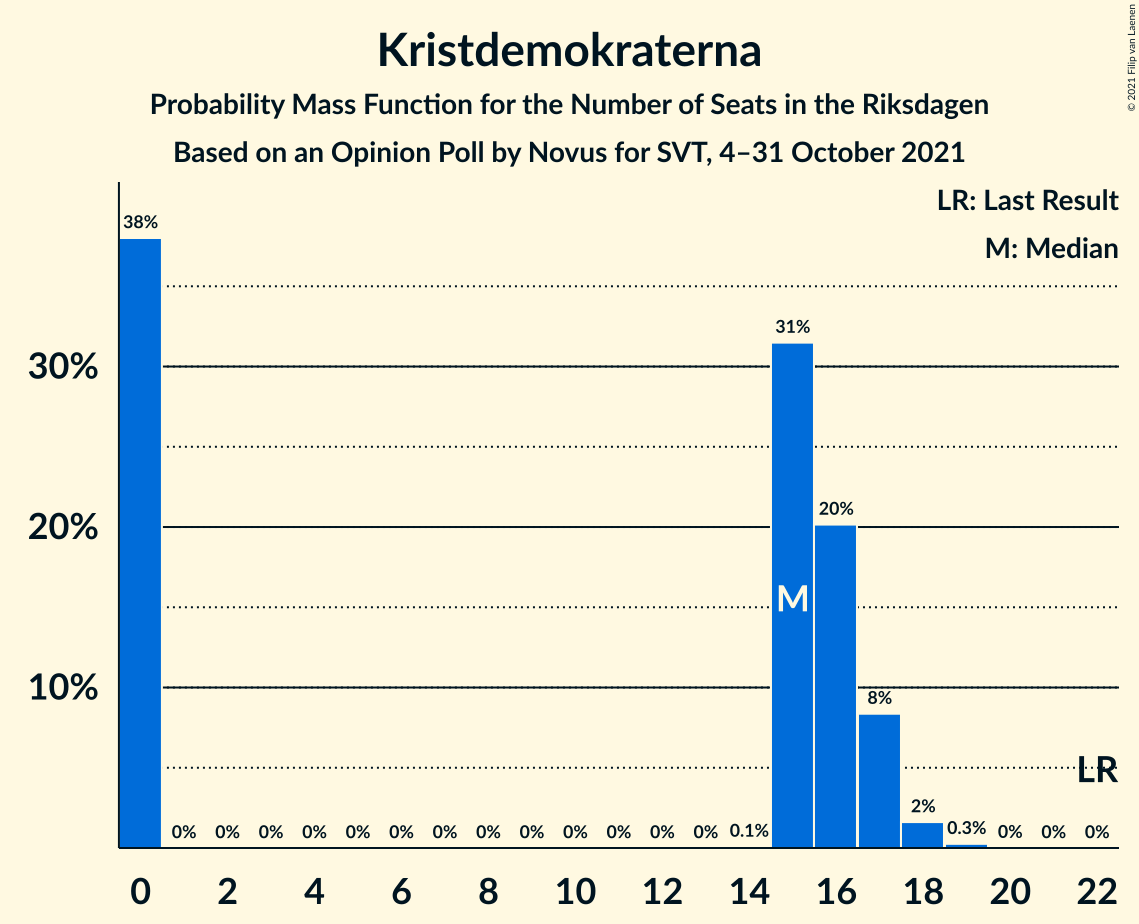 Kristdemokraterna
Probability Mass Function for the Number of Seats in the Riksdagen
Based on an Opinion Poll by Novus for SVT, 4–31 October 2021
© 2021 Filip van Laenen
LR: Last Result
M: Median
38%
31%
30%
20%
20%
M
10%
8%
LR
2%
0% 0% 0% 0% 0% 0% 0% 0% 0% 0% 0% 0% 0% 0.1% 0.3% 0% 0% 0%
0 2 4 6 8 10 12 14 16 18 20 22